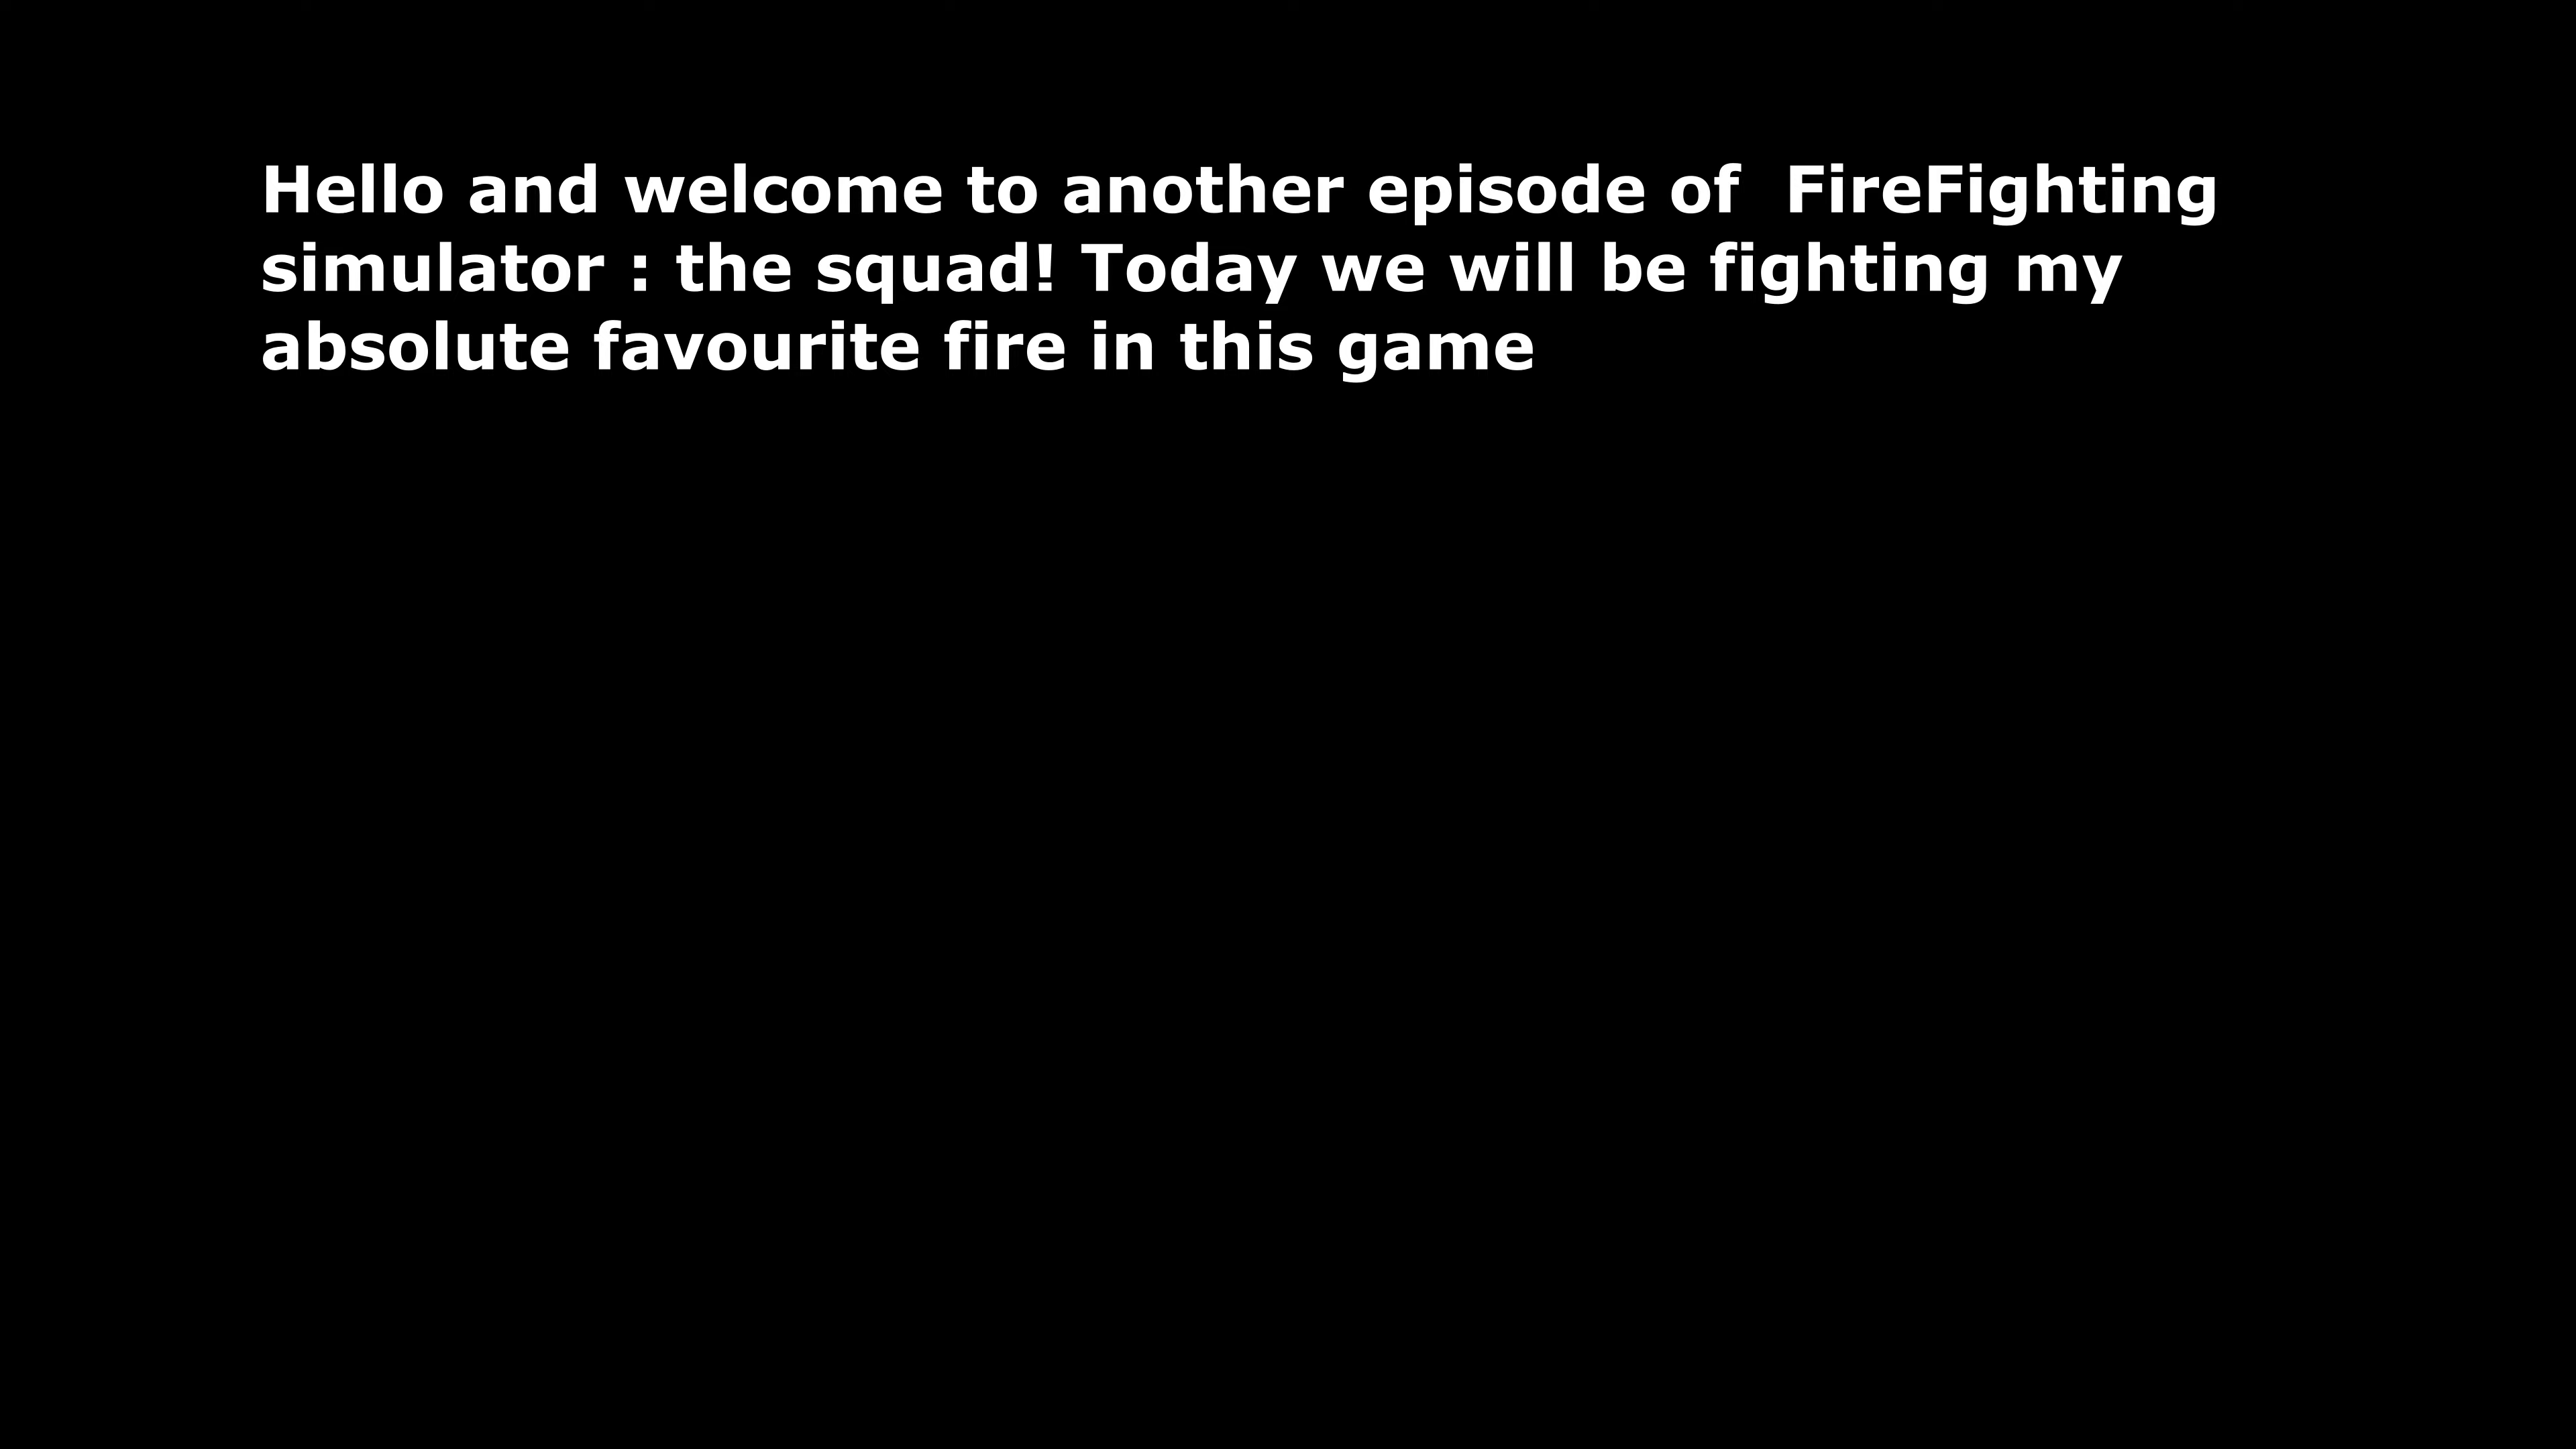 Hello and welcome to another episode of  FireFighting
simulator : the squad! Today we will be fighting my
absolute favourite fire in this game